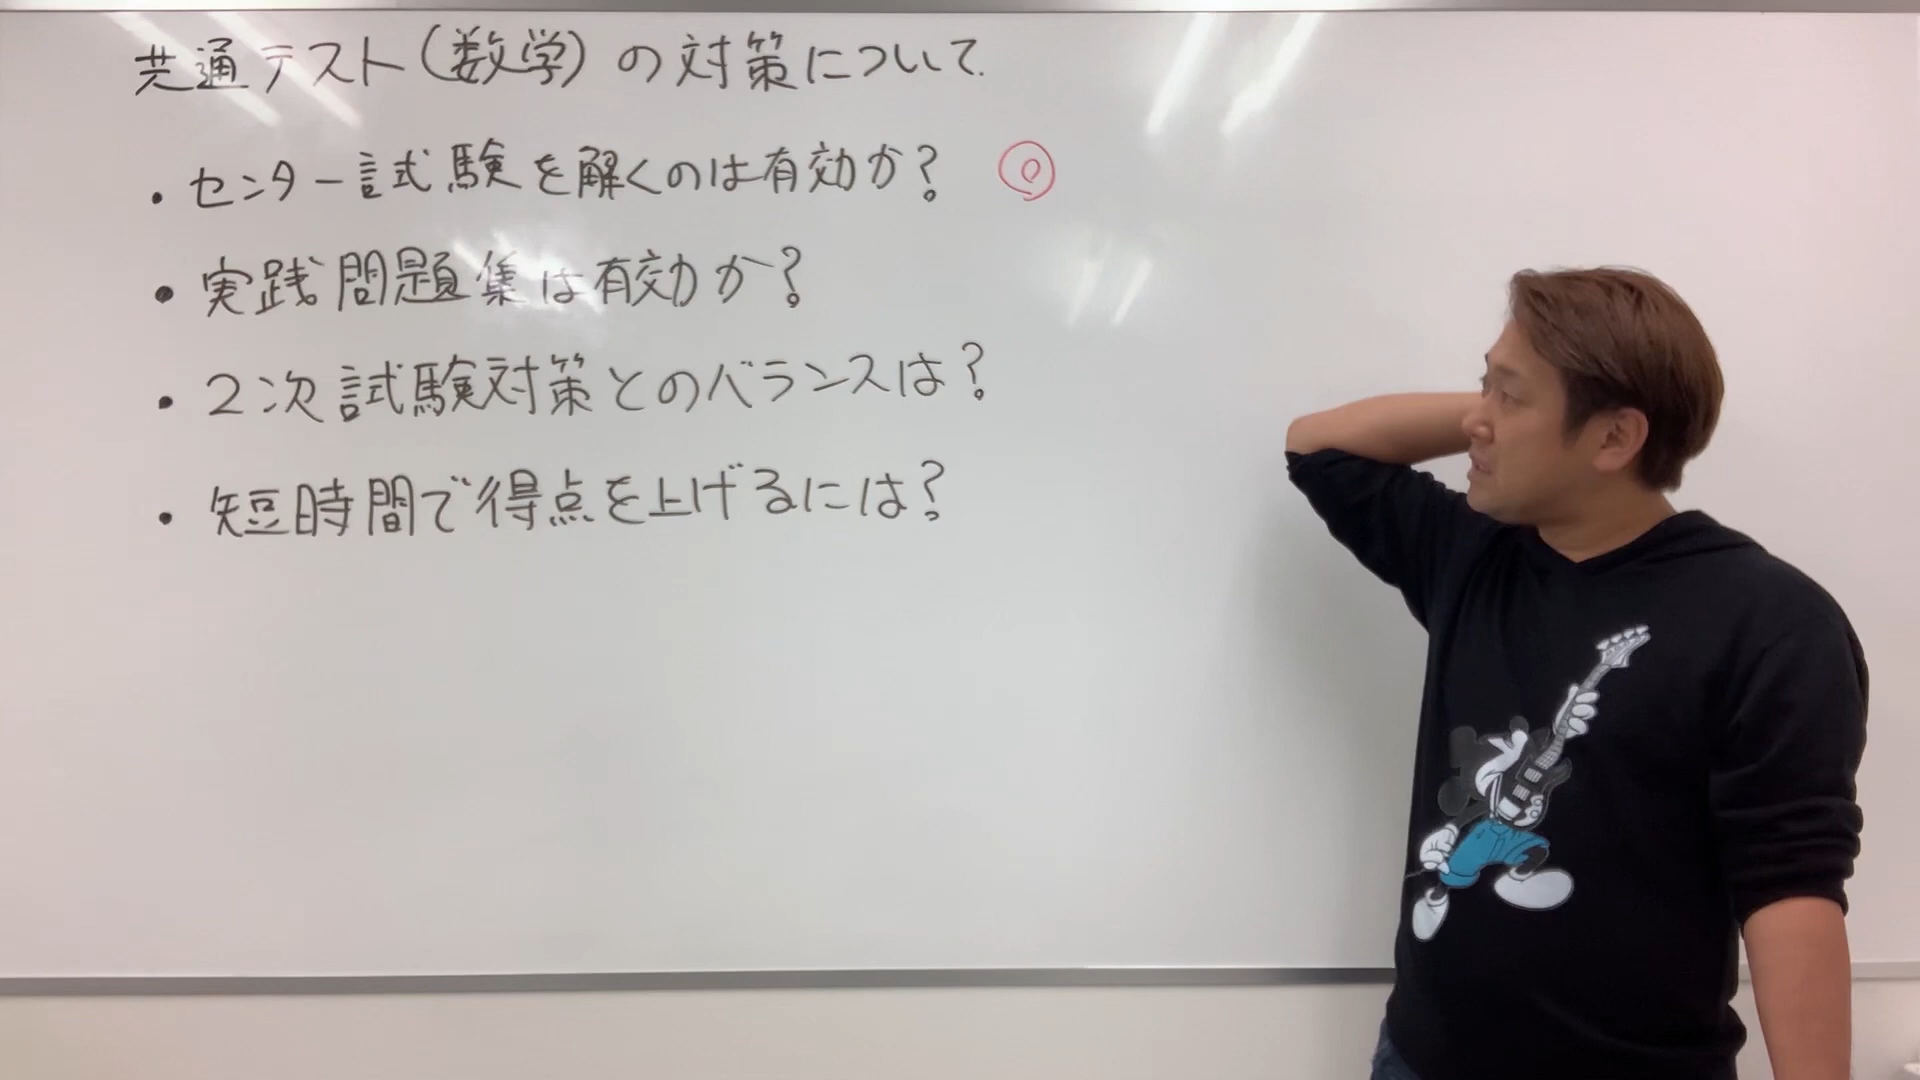 共通テスト(数学)の対策について.
・センター試験を解くのは有効か? ◎
・実践問題集は有効か?
・2次試験対策とのバランスは?
・短時間で得点を上げるには?